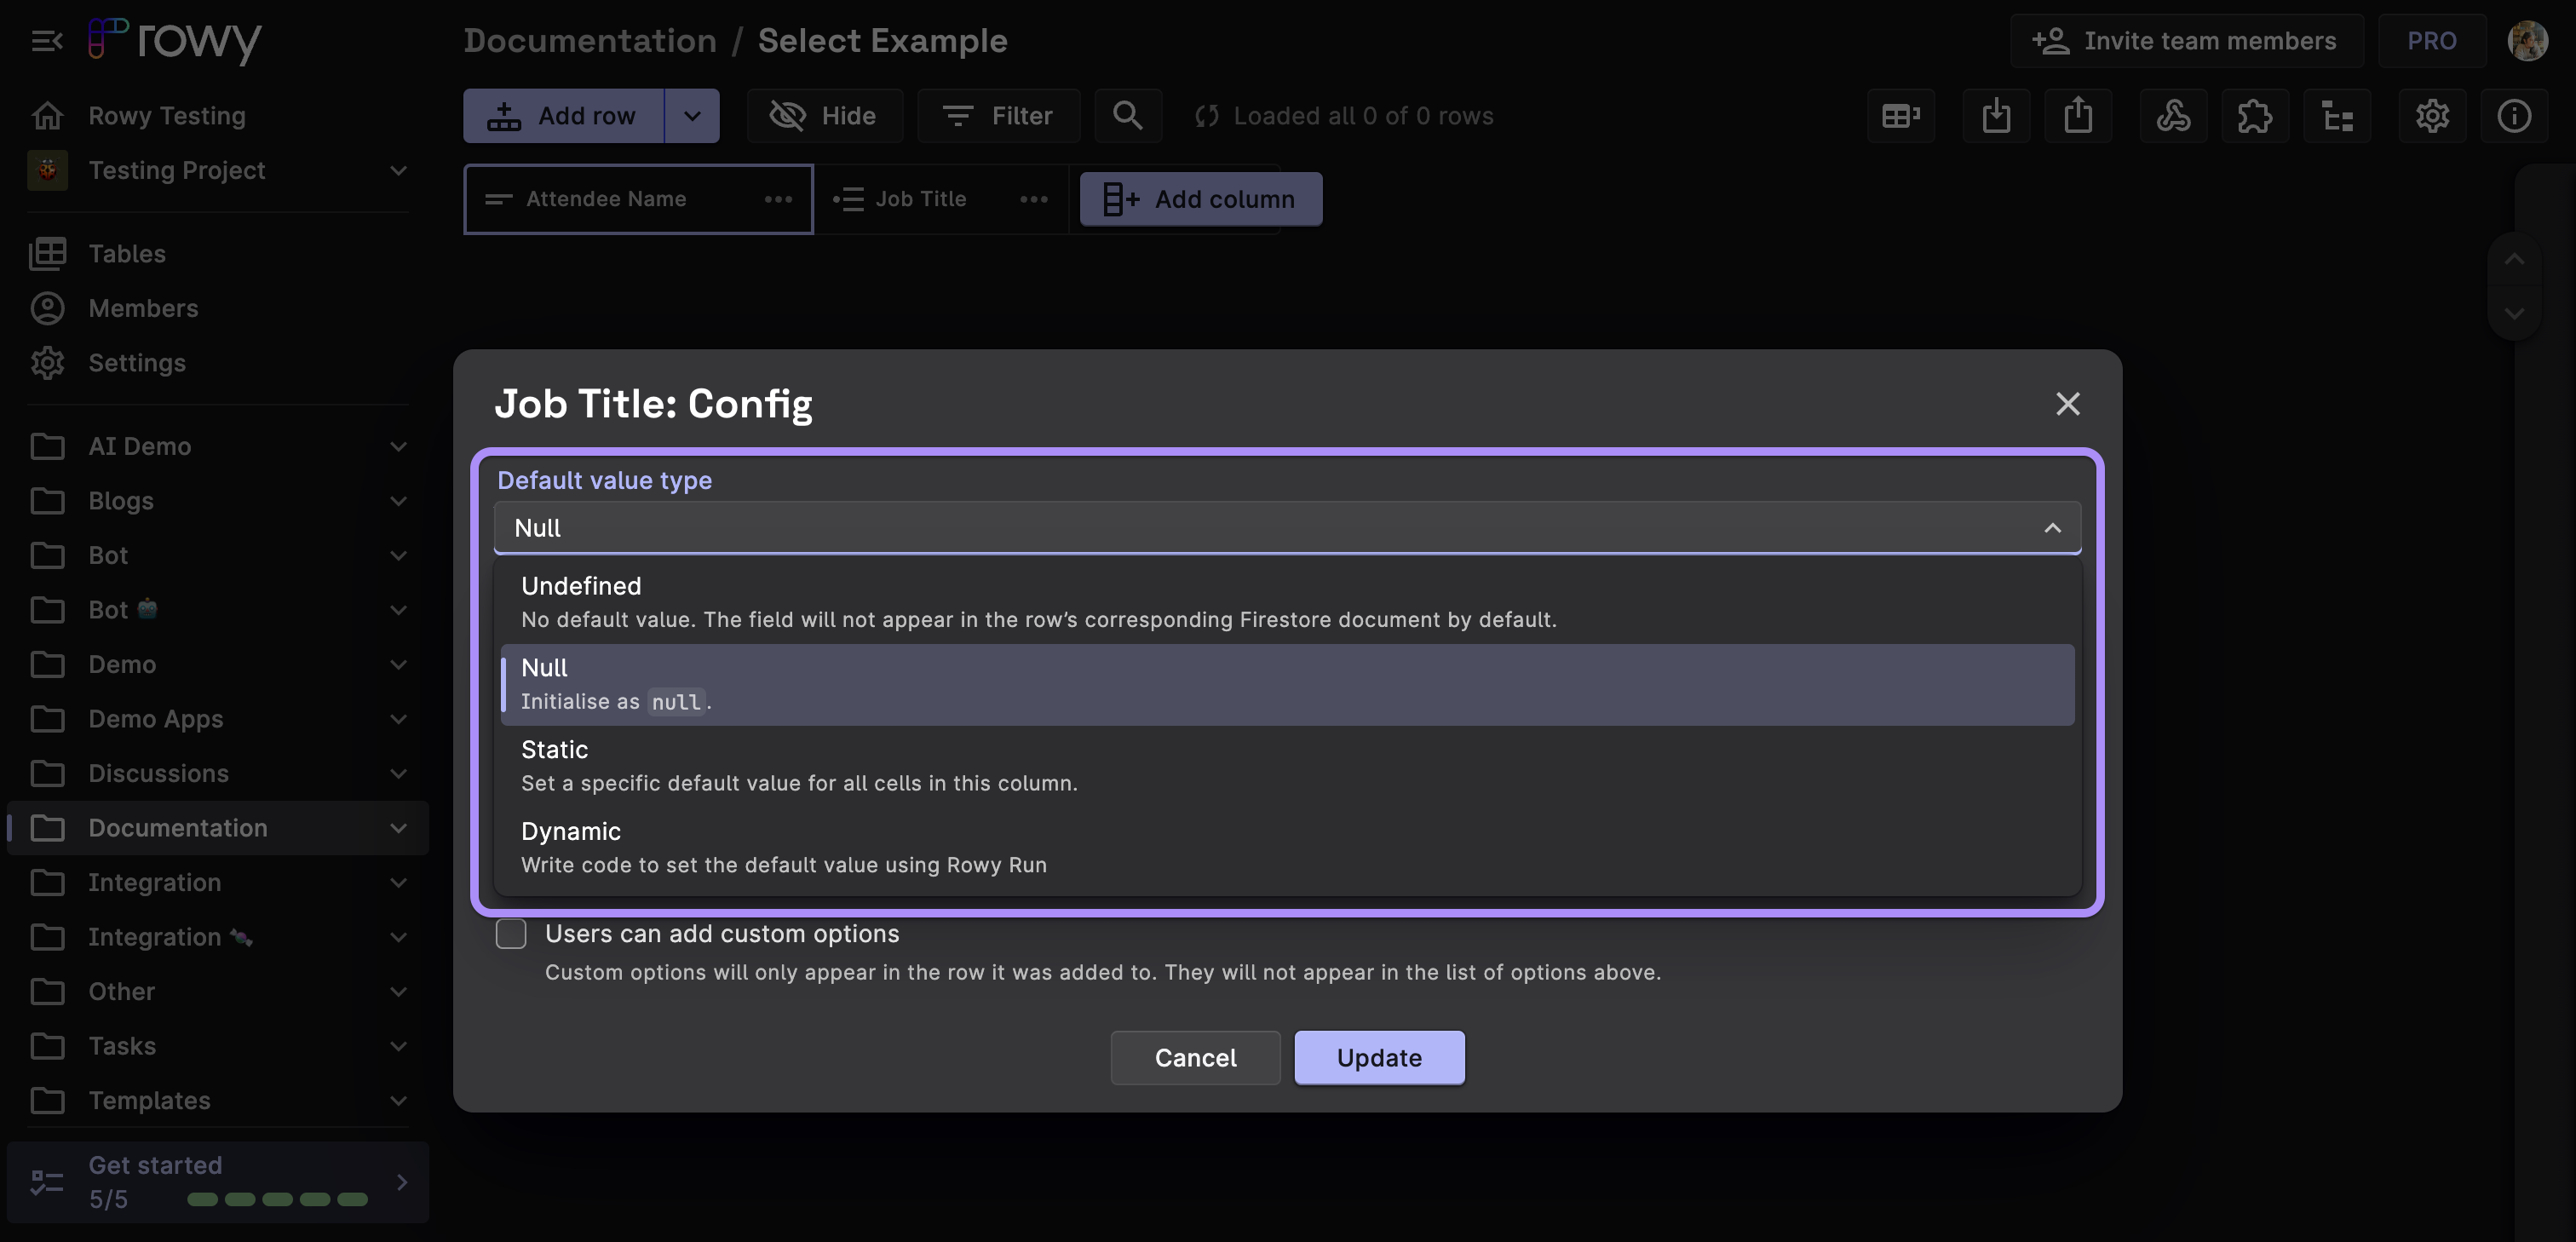 rowy
Documentation / Select Example
Invite team members
PRO
Rowy Testing
Testing Project
Add row
Hide
Filter
Loaded all 0 of 0 rows
Attendee Name
Job Title
Add column
Tables
Members
Settings
AI Demo
Blogs
Bot
Bot 🤖
Demo
Demo Apps
Discussions
Documentation
Integration
Integration
Other
Tasks
Templates
Get started
5/5
Job Title: Config
Default value type
Null
Undefined
No default value. The field will not appear in the row’s corresponding Firestore document by default.
Null
Initialise as null.
Static
Set a specific default value for all cells in this column.
Dynamic
Write code to set the default value using Rowy Run
Users can add custom options
Custom options will only appear in the row it was added to. They will not appear in the list of options above.
Cancel
Update